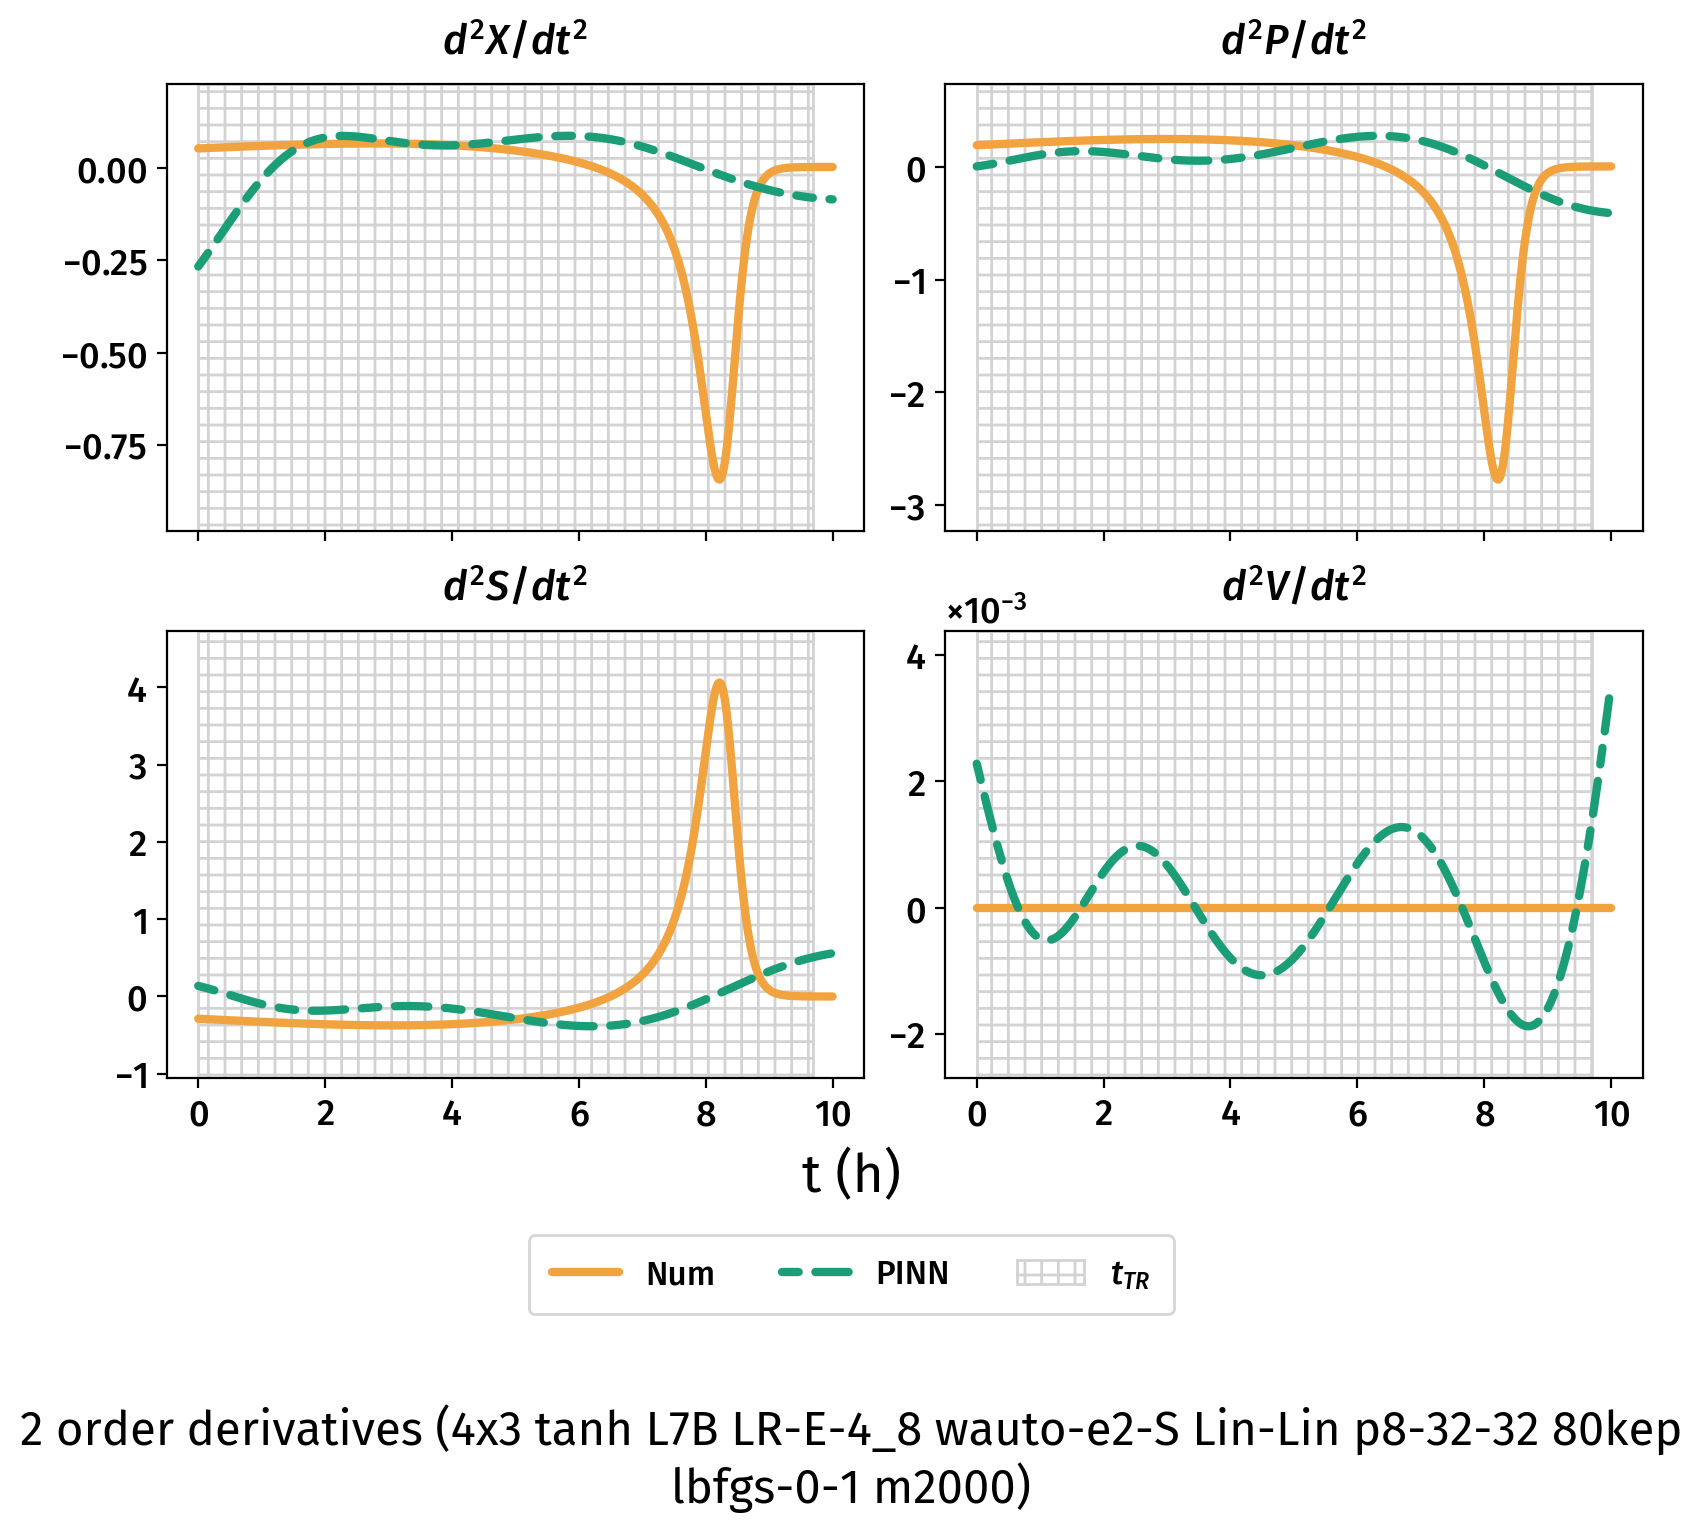 d²X/dt²
d²P/dt²
0.00
−0.25
−0.50
−0.75
0
−1
−2
−3
d²S/dt²
d²V/dt²
×10⁻³
4
3
2
1
0
−1
4
2
0
−2
0 2 4 6 8 10
0 2 4 6 8 10
t (h)
Num PINN t_TR
2 order derivatives (4x3 tanh L7B LR-E-4_8 wauto-e2-S Lin-Lin p8-32-32 80kep
lbfgs-0-1 m2000)